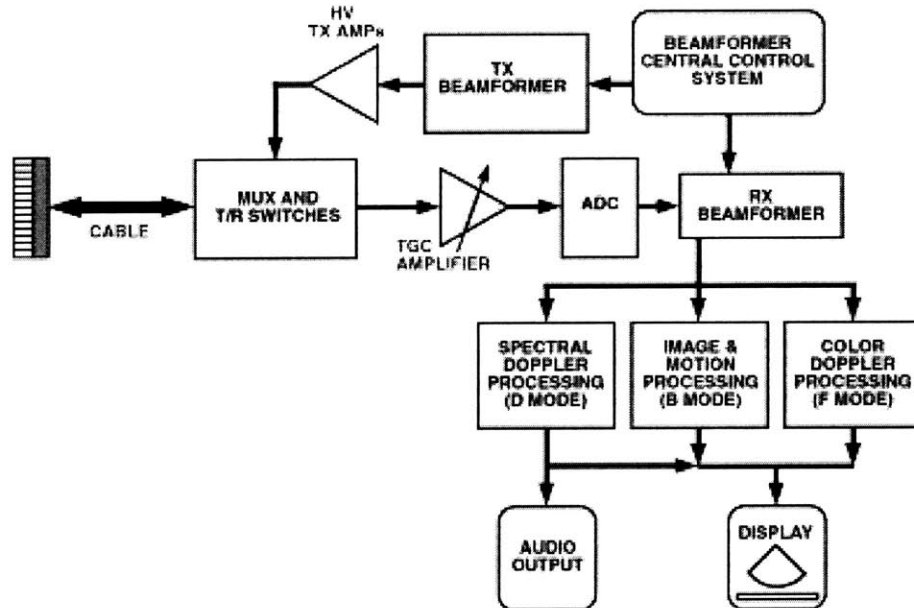 HV
TX AMPs
TX
BEAMFORMER
BEAMFORMER
CENTRAL CONTROL
SYSTEM
MUX AND
T/R SWITCHES
CABLE
TGC
AMPLIFIER
ADC
RX
BEAMFORMER
SPECTRAL
DOPPLER
PROCESSING
(D MODE)
IMAGE &
MOTION
PROCESSING
(B MODE)
COLOR
DOPPLER
PROCESSING
(F MODE)
AUDIO
OUTPUT
DISPLAY